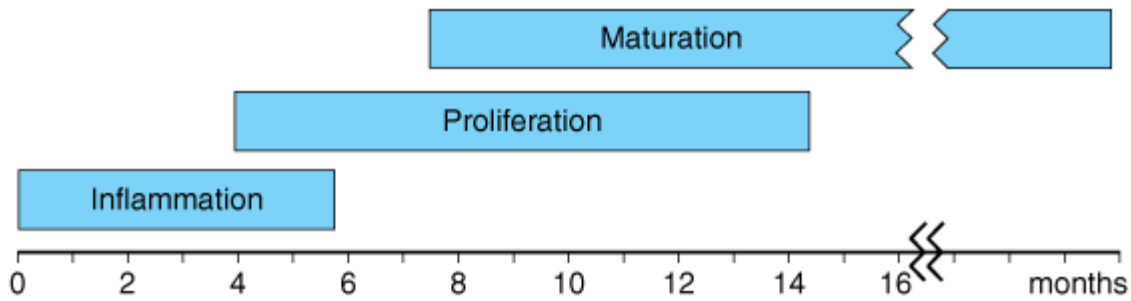 Maturation
Proliferation
Inflammation
0 2 4 6 8 10 12 14 16 months